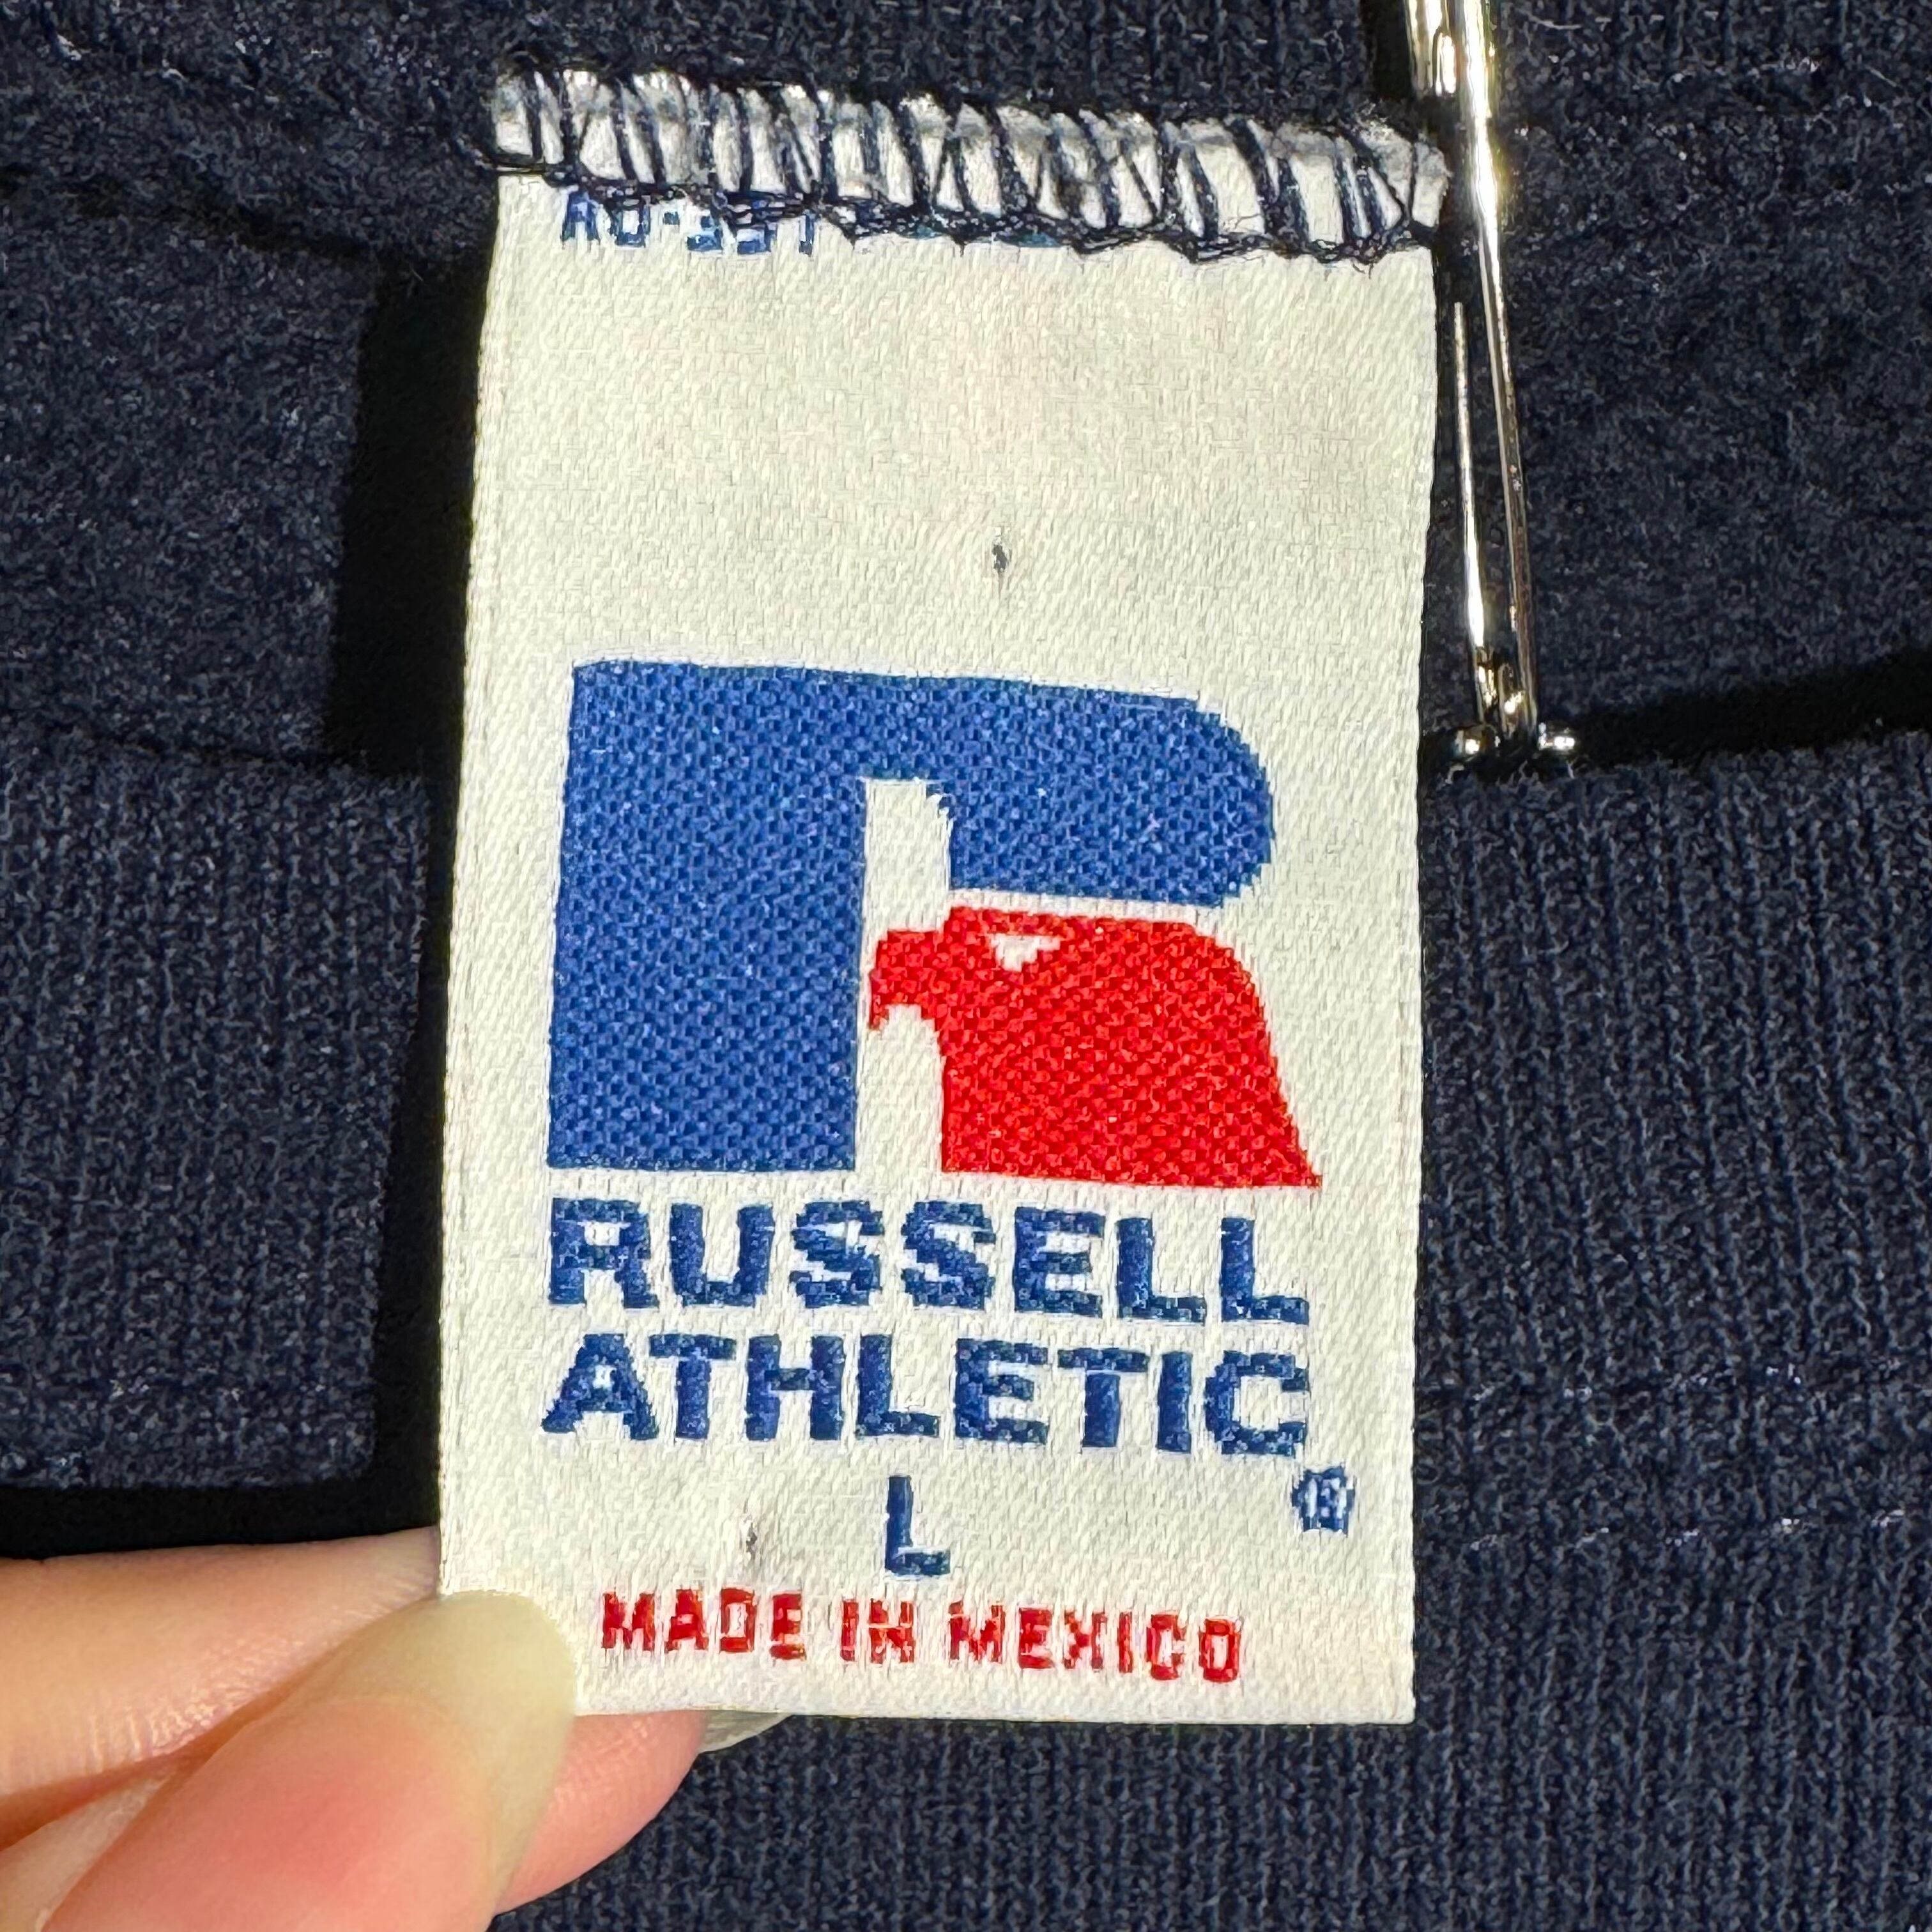 RUSSELL
ATHLETIC
®
L
MADE IN MEXICO